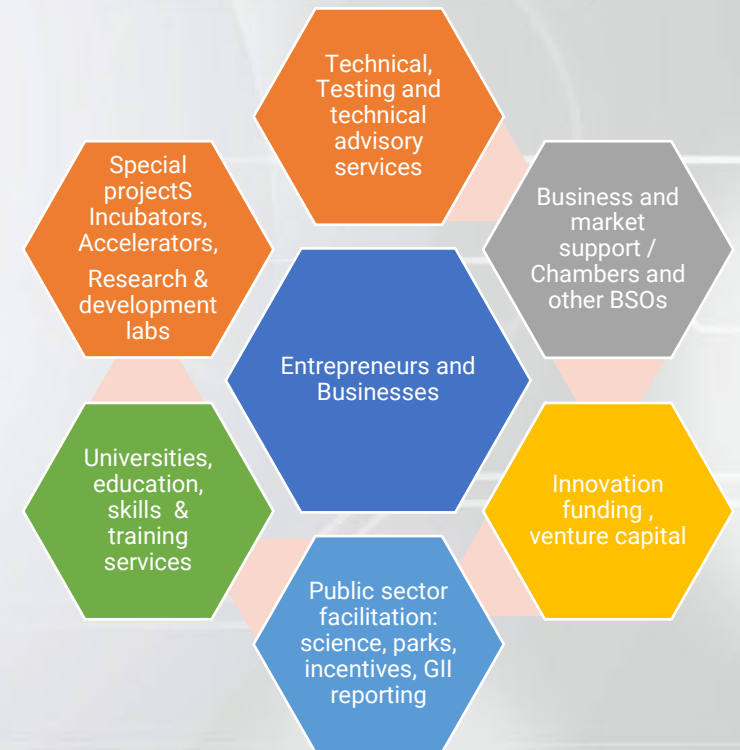 Technical,
Testing and
technical
advisory
services
Special
projectS
Incubators,
Accelerators,
Research &
development
labs
Business and
market
support /
Chambers and
other BSOs
Entrepreneurs and
Businesses
Universities,
education,
skills &
training
services
Innovation
funding ,
venture capital
Public sector
facilitation:
science, parks,
incentives, GII
reporting